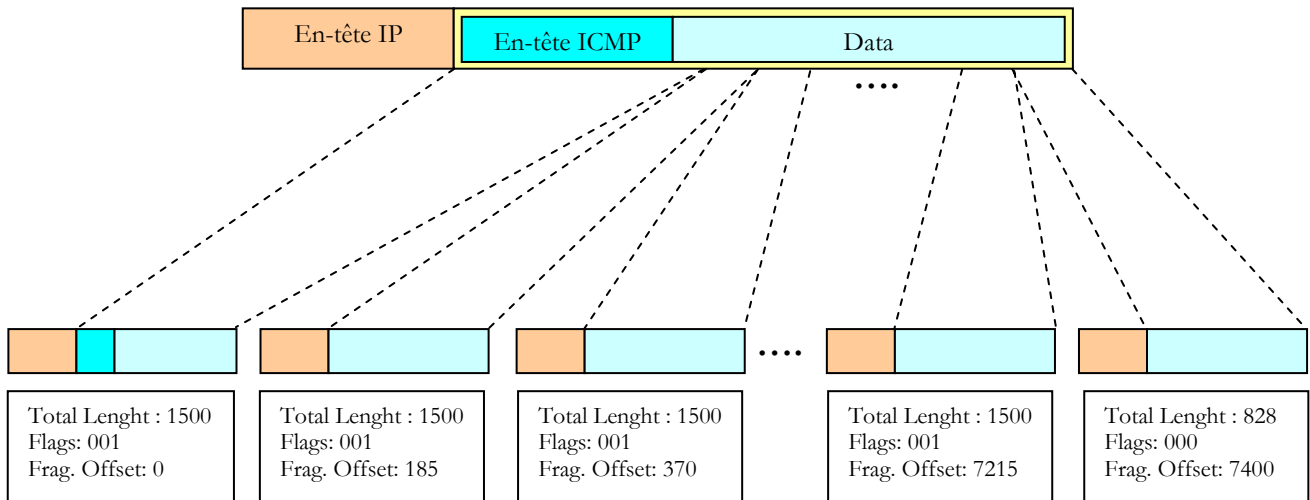 En-tête IP
En-tête ICMP
Data
....
....
Total Lenght : 1500
Flags: 001
Frag. Offset: 0
Total Lenght : 1500
Flags: 001
Frag. Offset: 185
Total Lenght : 1500
Flags: 001
Frag. Offset: 370
Total Lenght : 1500
Flags: 001
Frag. Offset: 7215
Total Lenght : 828
Flags: 000
Frag. Offset: 7400